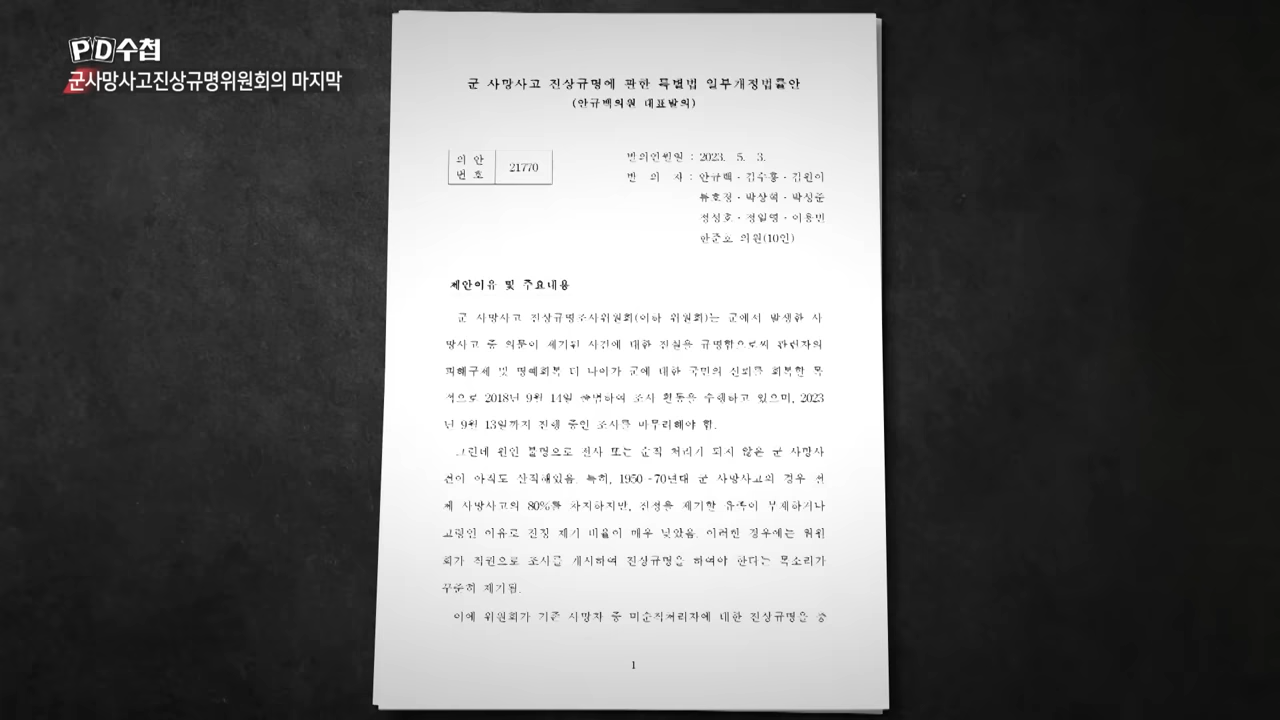 PD수첩
군사망사고진상규명위원회의 마지막
군 사망사고 진상규명에 관한 특별법 일부개정법률안
(안규백의원 대표발의)
의 안
번 호
21770
발의연월일 : 2023. 5. 3.
발 의 자 : 안규백ㆍ김수흥ㆍ김원이
류호정ㆍ박상혁ㆍ박성준
정성호ㆍ정일영ㆍ이용빈
한준호 의원(10인)
제안이유 및 주요내용
군 사망사고 진상규명조사위원회(이하 위원회)는 군에서 발생한 사
망사고 중 의문이 제기된 사건에 대한 진실을 규명함으로써 관련자의
피해구제 및 명예회복 더 나아가 군에 대한 국민의 신뢰를 회복할 목
적으로 2018년 9월 14일 출범하여 조사 활동을 수행하고 있으며, 2023
년 9월 13일까지 진행 중인 조사를 마무리해야 함.
그런데 원인 불명으로 전사 또는 순직 처리가 되지 않은 군 사망사
건이 아직도 산적해있음. 특히, 1950~70년대 군 사망사고의 경우 전
체 사망사고의 80%를 차지하지만, 진정을 제기할 유족이 부재하거나
고령인 이유로 진정 제기 비율이 매우 낮았음. 이러한 경우에는 위원
회가 직권으로 조사를 개시하여 진상규명을 하여야 한다는 목소리가
꾸준히 제기됨.
이에 위원회가 기존 사망자 중 미순직처리자에 대한 진상규명을 충
1